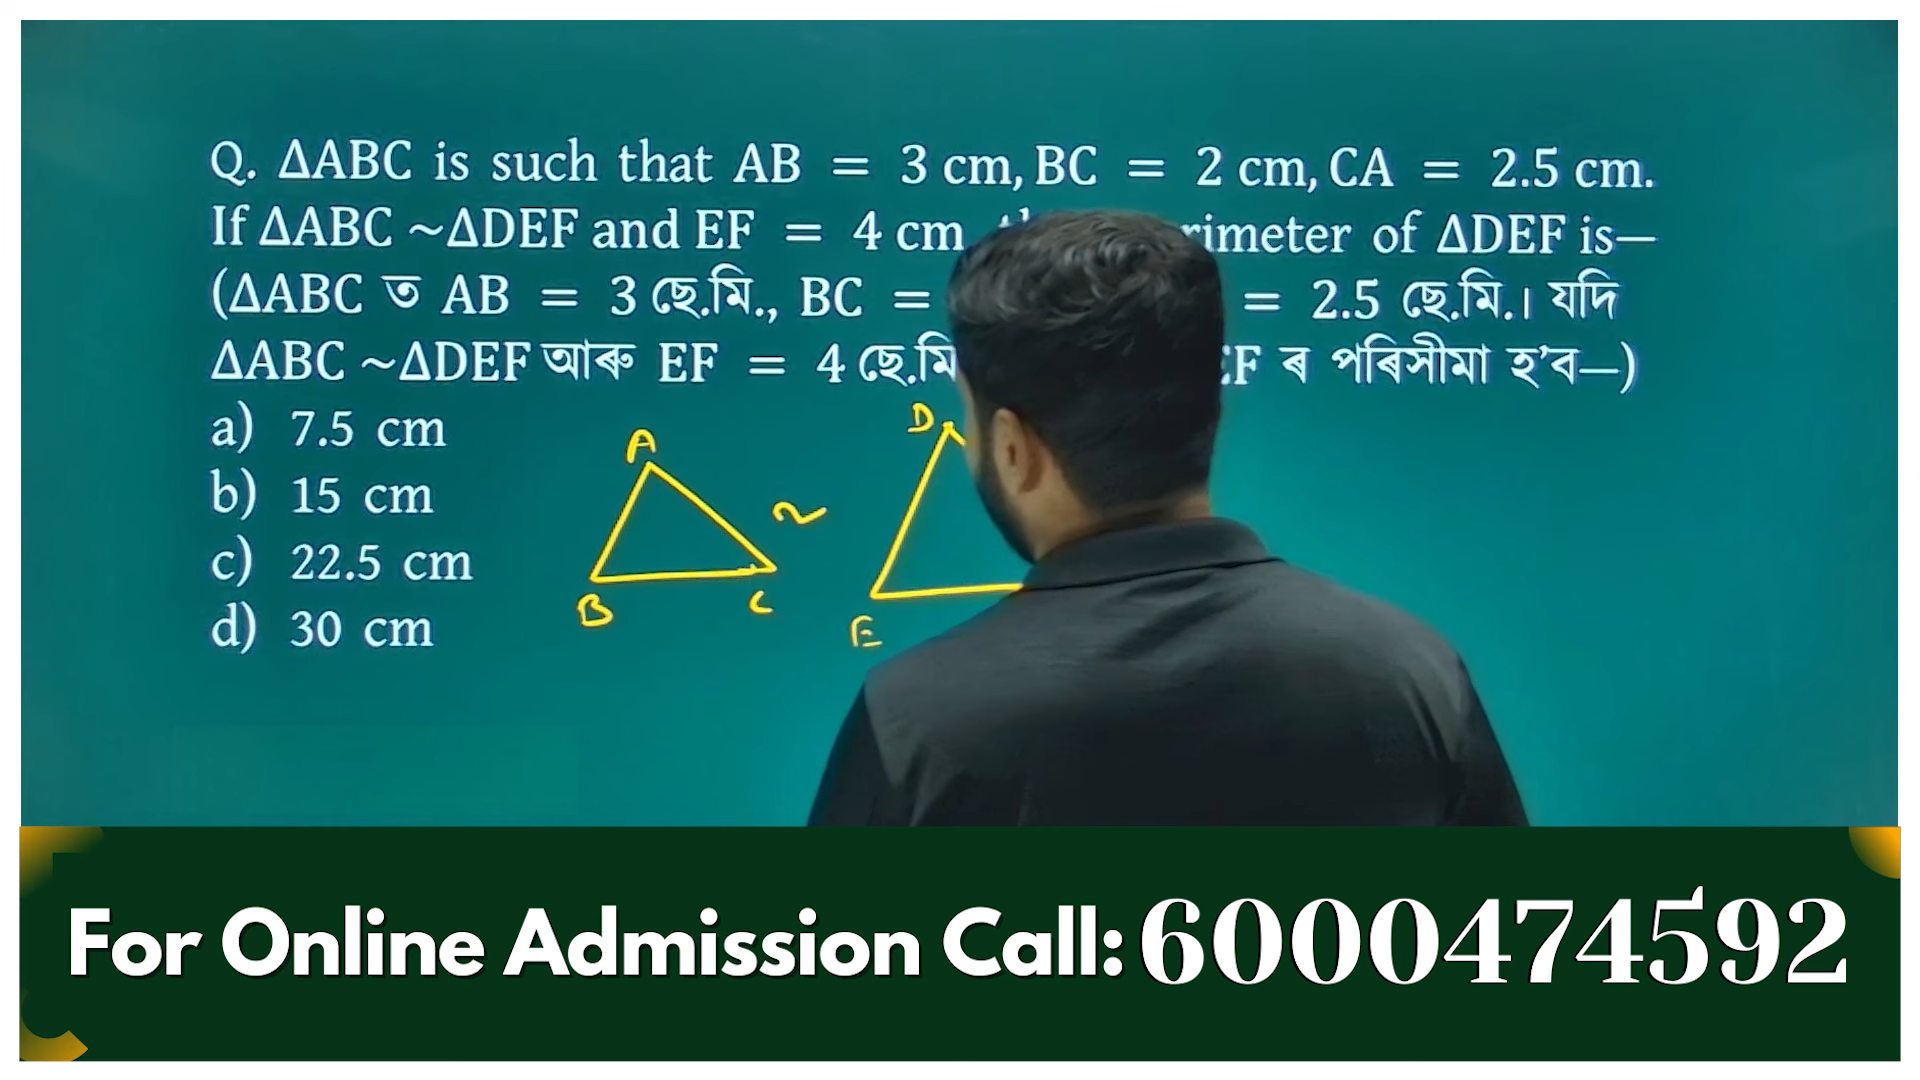 Q. ΔABC is such that AB = 3 cm, BC = 2 cm, CA = 2.5 cm.
If ΔABC ~ΔDEF and EF = 4 cm of ΔDEF is—
(ΔABC ত AB = 3 ছে.মি., BC = = 2.5 ছে.মি.। যদি
ΔABC ~ΔDEF আৰু EF = 4 ৰ পৰিসীমা হ’ব—)
a) 7.5 cm
b) 15 cm
c) 22.5 cm
d) 30 cm
A
B
C
~
D
E
For Online Admission Call: 6000474592